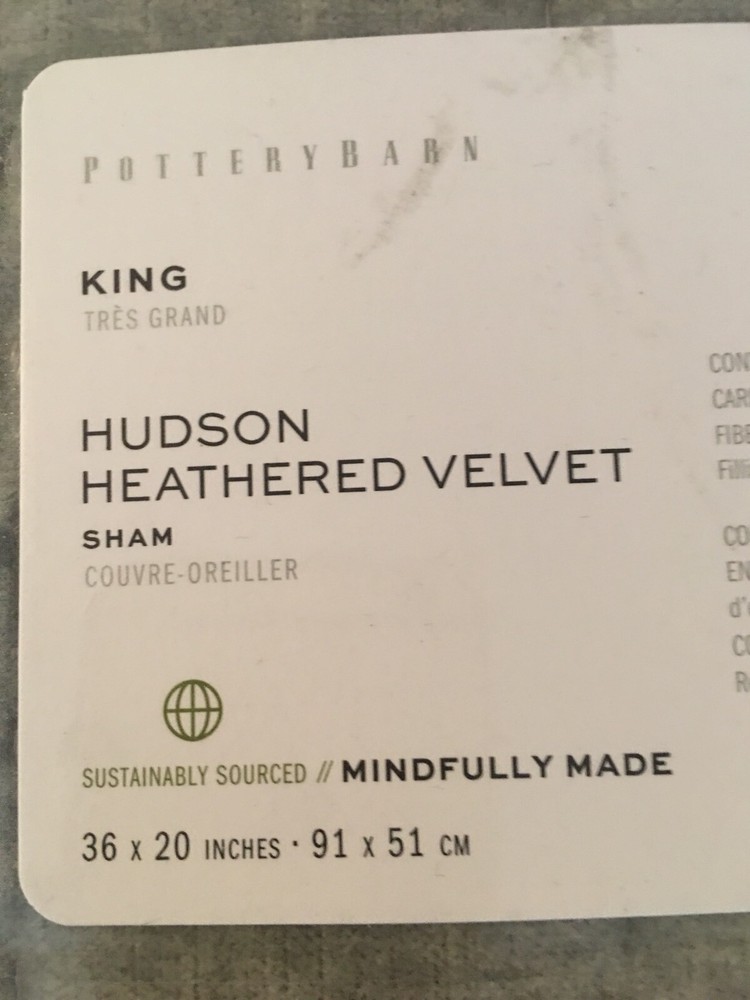 POTTERYBARN
KING
TRÈS GRAND
HUDSON
HEATHERED VELVET
SHAM
COUVRE-OREILLER
SUSTAINABLY SOURCED // MINDFULLY MADE
36 x 20 INCHES · 91 x 51 CM